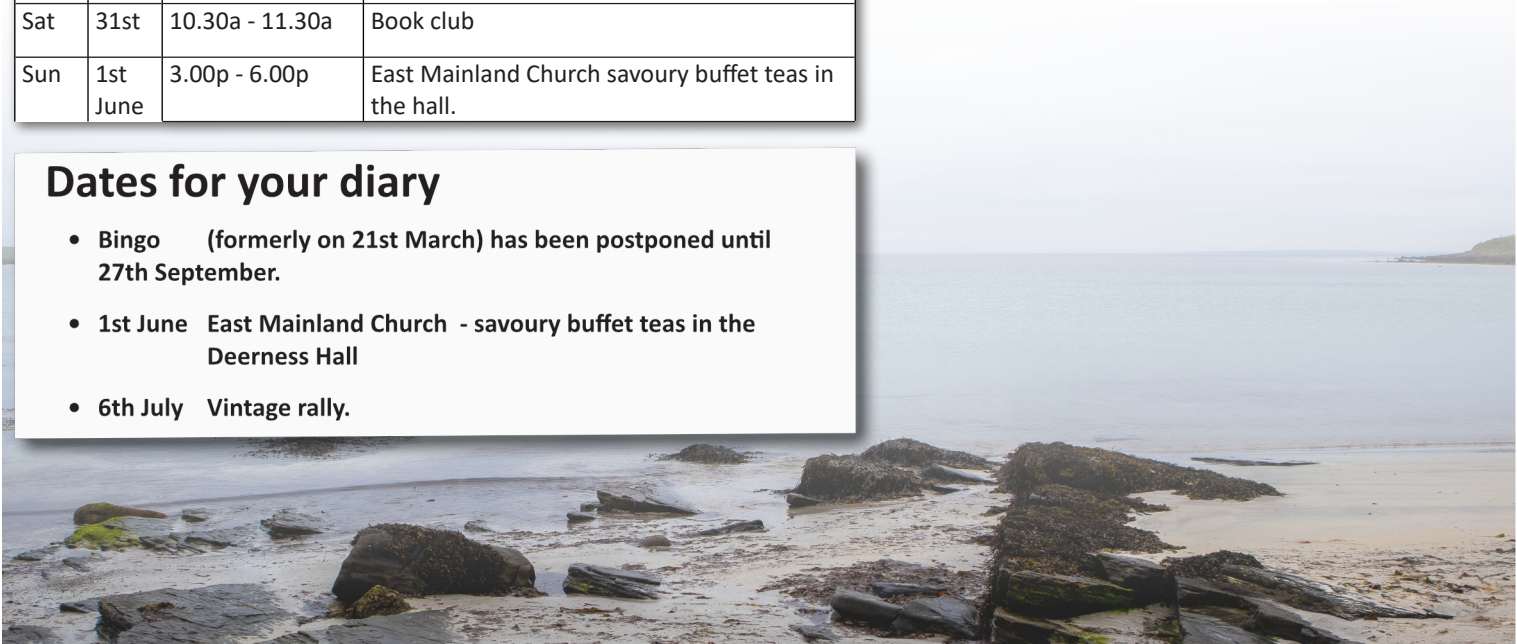 Sat 31st 10.30a - 11.30a Book club
Sun 1st June 3.00p - 6.00p East Mainland Church savoury buffet teas in
the hall.
Dates for your diary
• Bingo (formerly on 21st March) has been postponed until
27th September.
• 1st June East Mainland Church - savoury buffet teas in the
Deerness Hall
• 6th July Vintage rally.